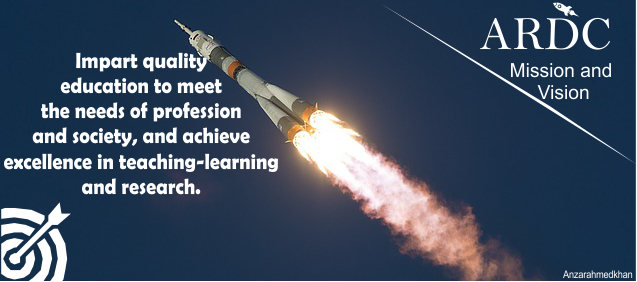 Impart quality
education to meet
the needs of profession
and society, and achieve
excellence in teaching-learning
and research.
ARDC
Mission and
Vision
Anzarahmedkhan